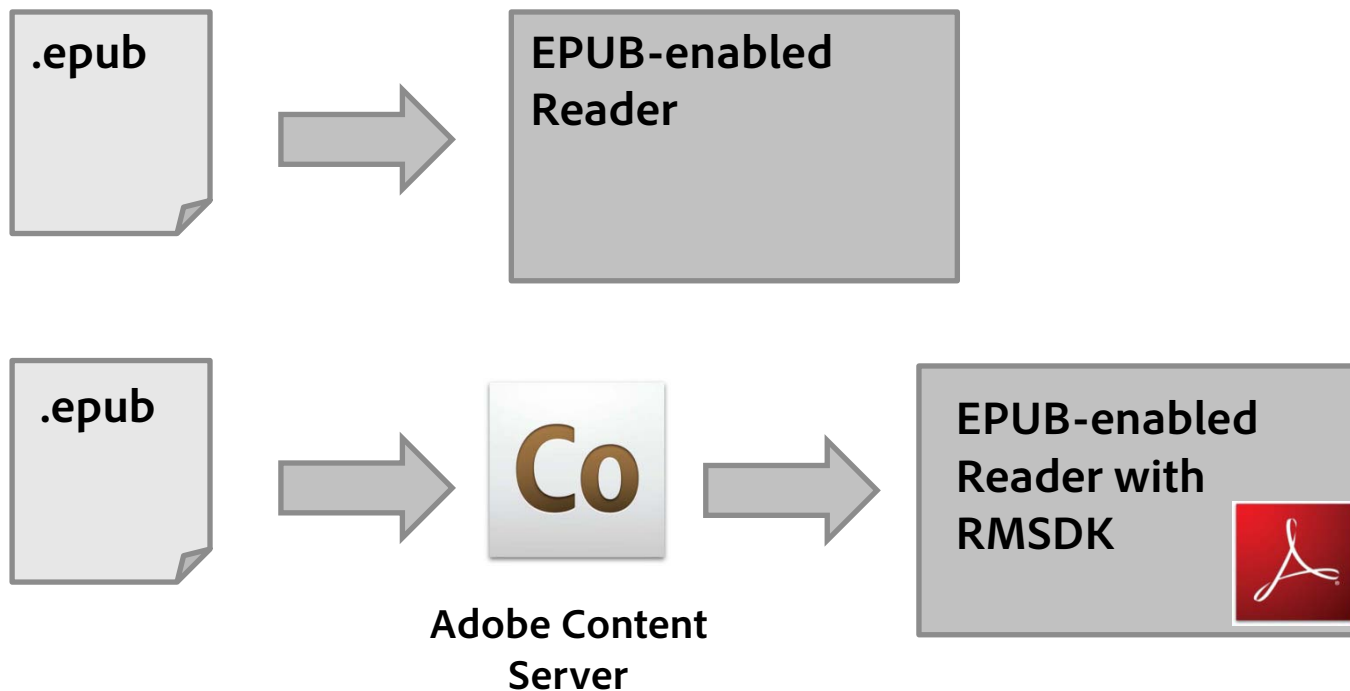 .epub
EPUB-enabled
Reader
.epub
Co
Adobe Content
Server
EPUB-enabled
Reader with
RMSDK